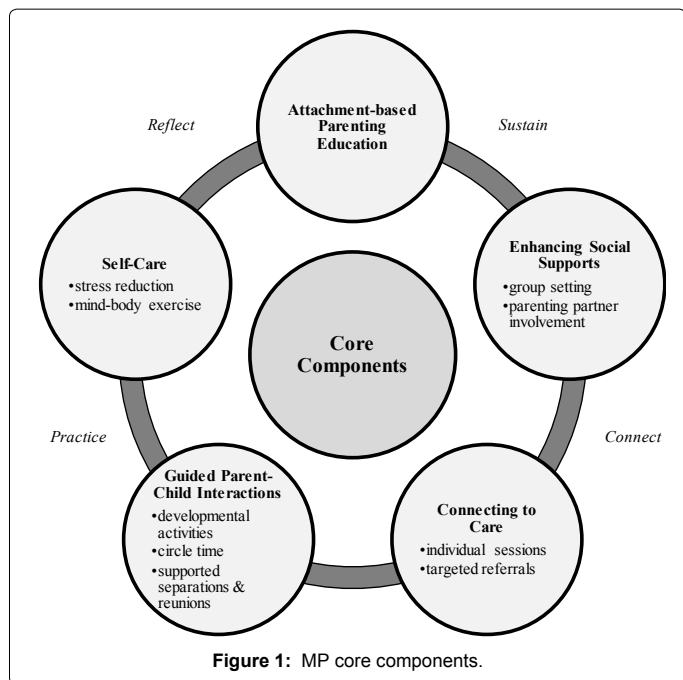 Attachment-based
Parenting
Education
Reflect
Sustain
Self-Care
•stress reduction
•mind-body exercise
Enhancing Social
Supports
•group setting
•parenting partner
involvement
Core
Components
Practice
Connect
Guided Parent-
Child Interactions
•developmental
activities
•circle time
•supported
separations &
reunions
Connecting to
Care
•individual sessions
•targeted referrals
Figure 1: MP core components.